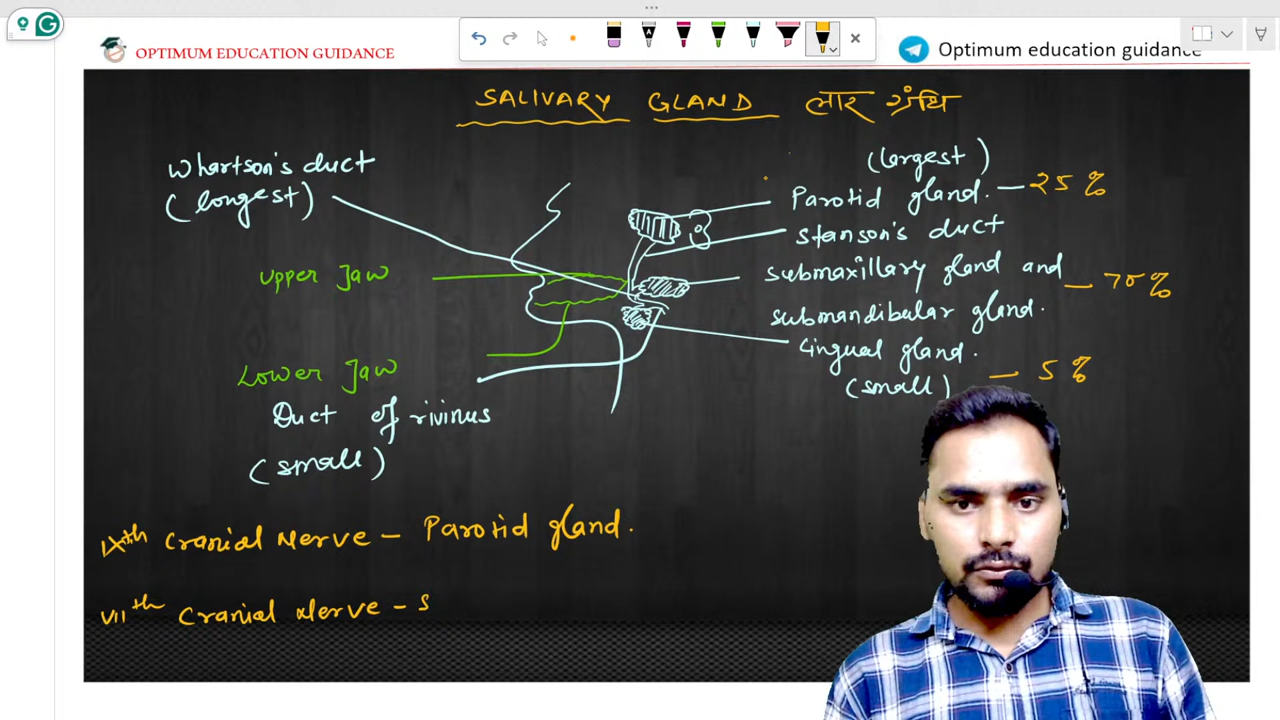 OPTIMUM EDUCATION GUIDANCE
Optimum education guidance
SALIVARY GLAND लार ग्रंथि
Whartson's duct
(longest)
(largest)
Parotid gland. — 25%
Stenson's duct
Upper Jaw
submaxillary gland and — 70%
submandibular gland.
Lingual gland.
(small) — 5%
Lower Jaw
Duct of rivinus
(small)
IXth cranial nerve – Parotid gland.
VIIth cranial nerve – s